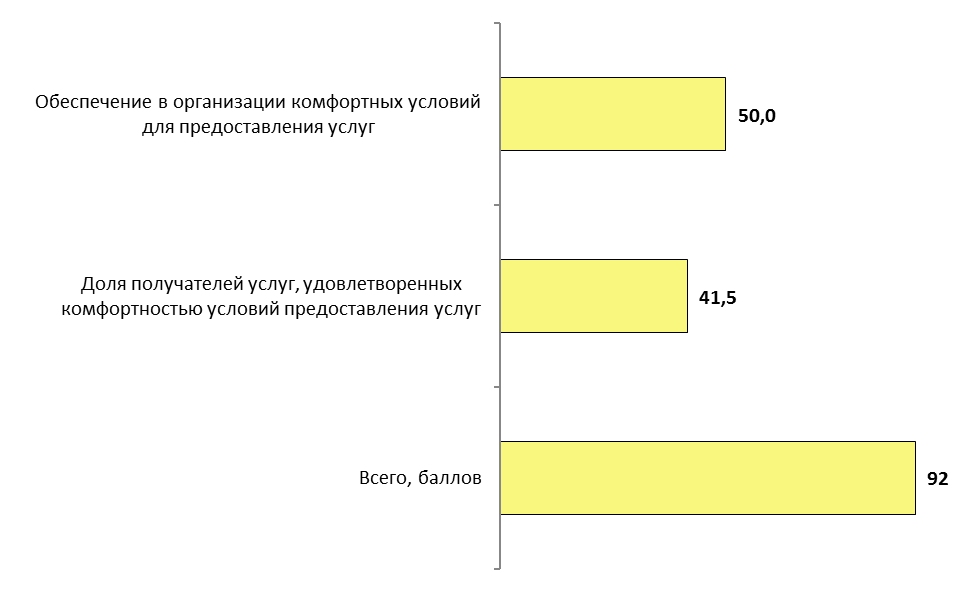 Обеспечение в организации комфортных условий
для предоставления услуг
50,0
Доля получателей услуг, удовлетворенных
комфортностью условий предоставления услуг
41,5
Всего, баллов
92